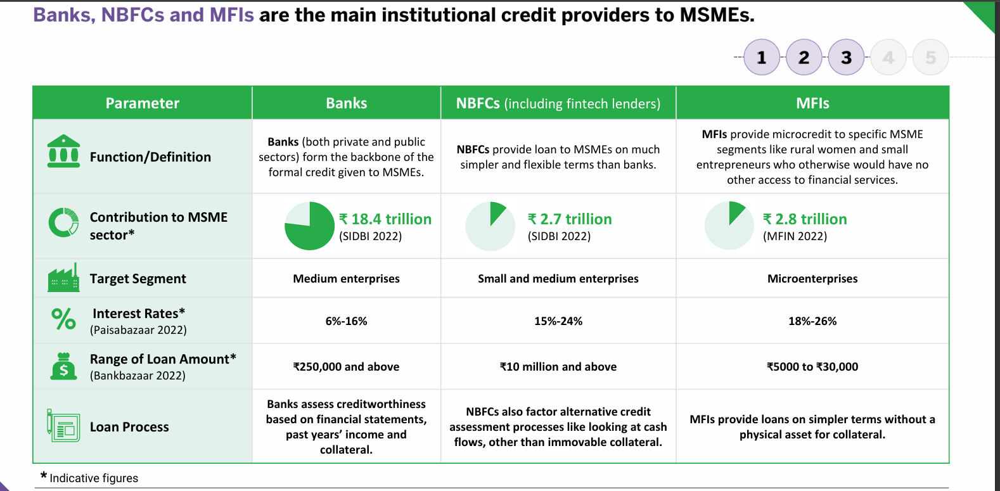 Banks, NBFCs and MFIs are the main institutional credit providers to MSMEs.
1 2 3 4 5
Parameter
Banks
NBFCs (including fintech lenders)
MFIs
Function/Definition
Banks (both private and public
sectors) form the backbone of the
formal credit given to MSMEs.
NBFCs provide loan to MSMEs on much
simpler and flexible terms than banks.
MFIs provide microcredit to specific MSME
segments like rural women and small
entrepreneurs who otherwise would have no
other access to financial services.
Contribution to MSME
sector*
₹ 18.4 trillion
(SIDBI 2022)
₹ 2.7 trillion
(SIDBI 2022)
₹ 2.8 trillion
(MFIN 2022)
Target Segment
Medium enterprises
Small and medium enterprises
Microenterprises
%
Interest Rates*
(Paisabazaar 2022)
6%-16%
15%-24%
18%-26%
$
Range of Loan Amount*
(Bankbazaar 2022)
₹250,000 and above
₹10 million and above
₹5000 to ₹30,000
Loan Process
Banks assess creditworthiness
based on financial statements,
past years’ income and
collateral.
NBFCs also factor alternative credit
assessment processes like looking at cash
flows, other than immovable collateral.
MFIs provide loans on simpler terms without a
physical asset for collateral.
* Indicative figures